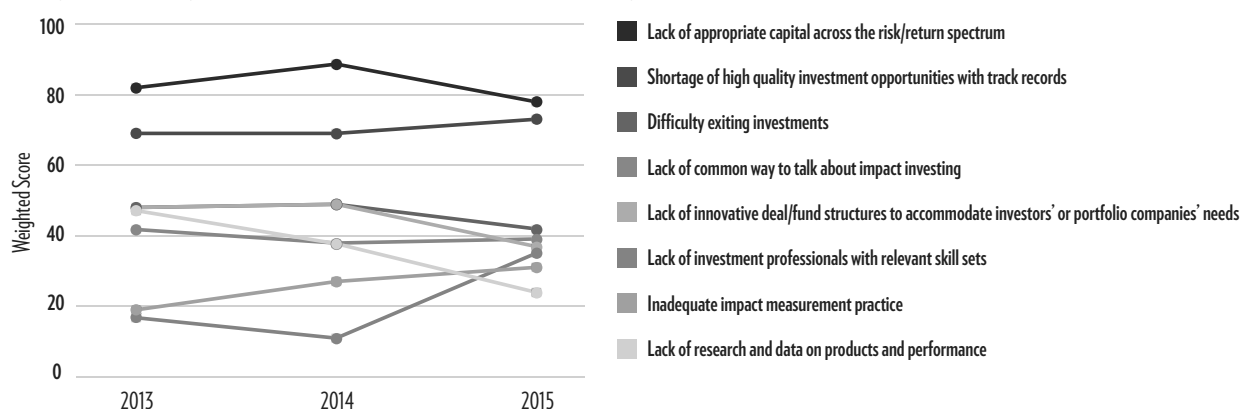 100
80
60
40
20
0
Weighted Score
2013 2014 2015
Lack of appropriate capital across the risk/return spectrum
Shortage of high quality investment opportunities with track records
Difficulty exiting investments
Lack of common way to talk about impact investing
Lack of innovative deal/fund structures to accommodate investors’ or portfolio companies’ needs
Lack of investment professionals with relevant skill sets
Inadequate impact measurement practice
Lack of research and data on products and performance